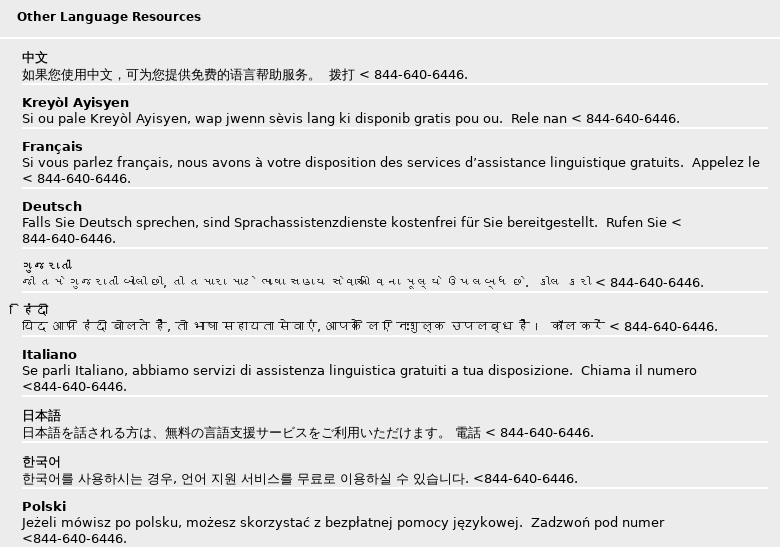 Other Language Resources
中文
如果您使用中文，可为您提供免费的语言帮助服务。 拨打 < 844-640-6446.
Kreyòl Ayisyen
Si ou pale Kreyòl Ayisyen, wap jwenn sèvis lang ki disponib gratis pou ou. Rele nan < 844-640-6446.
Français
Si vous parlez français, nous avons à votre disposition des services d’assistance linguistique gratuits. Appelez le
< 844-640-6446.
Deutsch
Falls Sie Deutsch sprechen, sind Sprachassistenzdienste kostenfrei für Sie bereitgestellt. Rufen Sie <
844-640-6446.
ગુજરાતી
જો તમે ગુજરાતી બોલો છો, તો તમારા માટે ભાષા સહાય સેવાઓ વિના મૂલ્યે ઉપલબ્ધ છે. કૉલ કરો < 844-640-6446.
हिंदी
यदि आप हिंदी बोलते हैं, तो भाषा सहायता सेवाएं, आपके लिए निःशुल्क उपलब्ध हैं। कॉल करें < 844-640-6446.
Italiano
Se parli Italiano, abbiamo servizi di assistenza linguistica gratuiti a tua disposizione. Chiama il numero
<844-640-6446.
日本語
日本語を話される方は、無料の言語支援サービスをご利用いただけます。 電話 < 844-640-6446.
한국어
한국어를 사용하시는 경우, 언어 지원 서비스를 무료로 이용하실 수 있습니다. <844-640-6446.
Polski
Jeżeli mówisz po polsku, możesz skorzystać z bezpłatnej pomocy językowej. Zadzwoń pod numer
<844-640-6446.